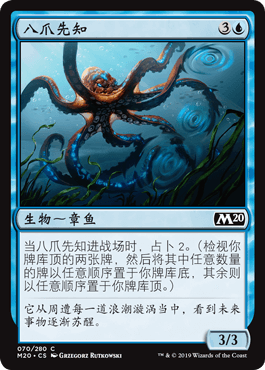 八爪先知 3
生物～章鱼 M20
当八爪先知进战场时，占卜2。（检视你
牌库顶的两张牌，然后将其中任意数量
的牌以任意顺序置于你牌库底，其余则
以任意顺序置于你牌库顶。）
它从周遭每一道浪潮漩涡当中，看到未来
事物逐渐苏醒。
3/3
070/280 C
M20 • CS GRZEGORZ RUTKOWSKI
™ & © 2019 Wizards of the Coast